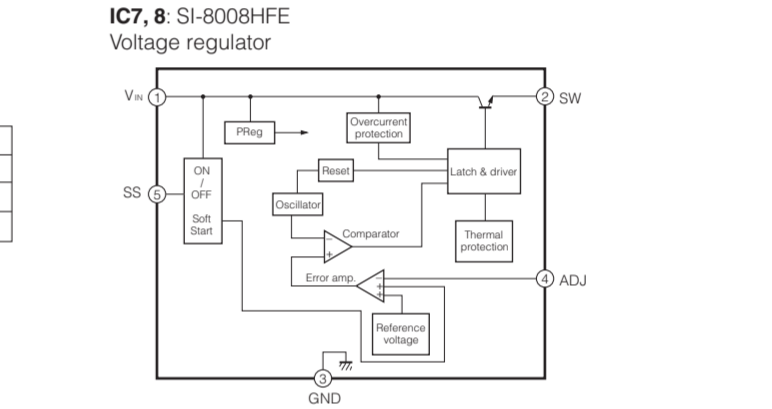 IC7, 8: SI-8008HFE
Voltage regulator
VIN 1
2 SW
PReg
Overcurrent
protection
ON
/
OFF
Soft
Start
SS 5
Reset
Latch & driver
Oscillator
Comparator
−
+
Thermal
protection
Error amp.
−
+
+
4 ADJ
Reference
voltage
3
GND